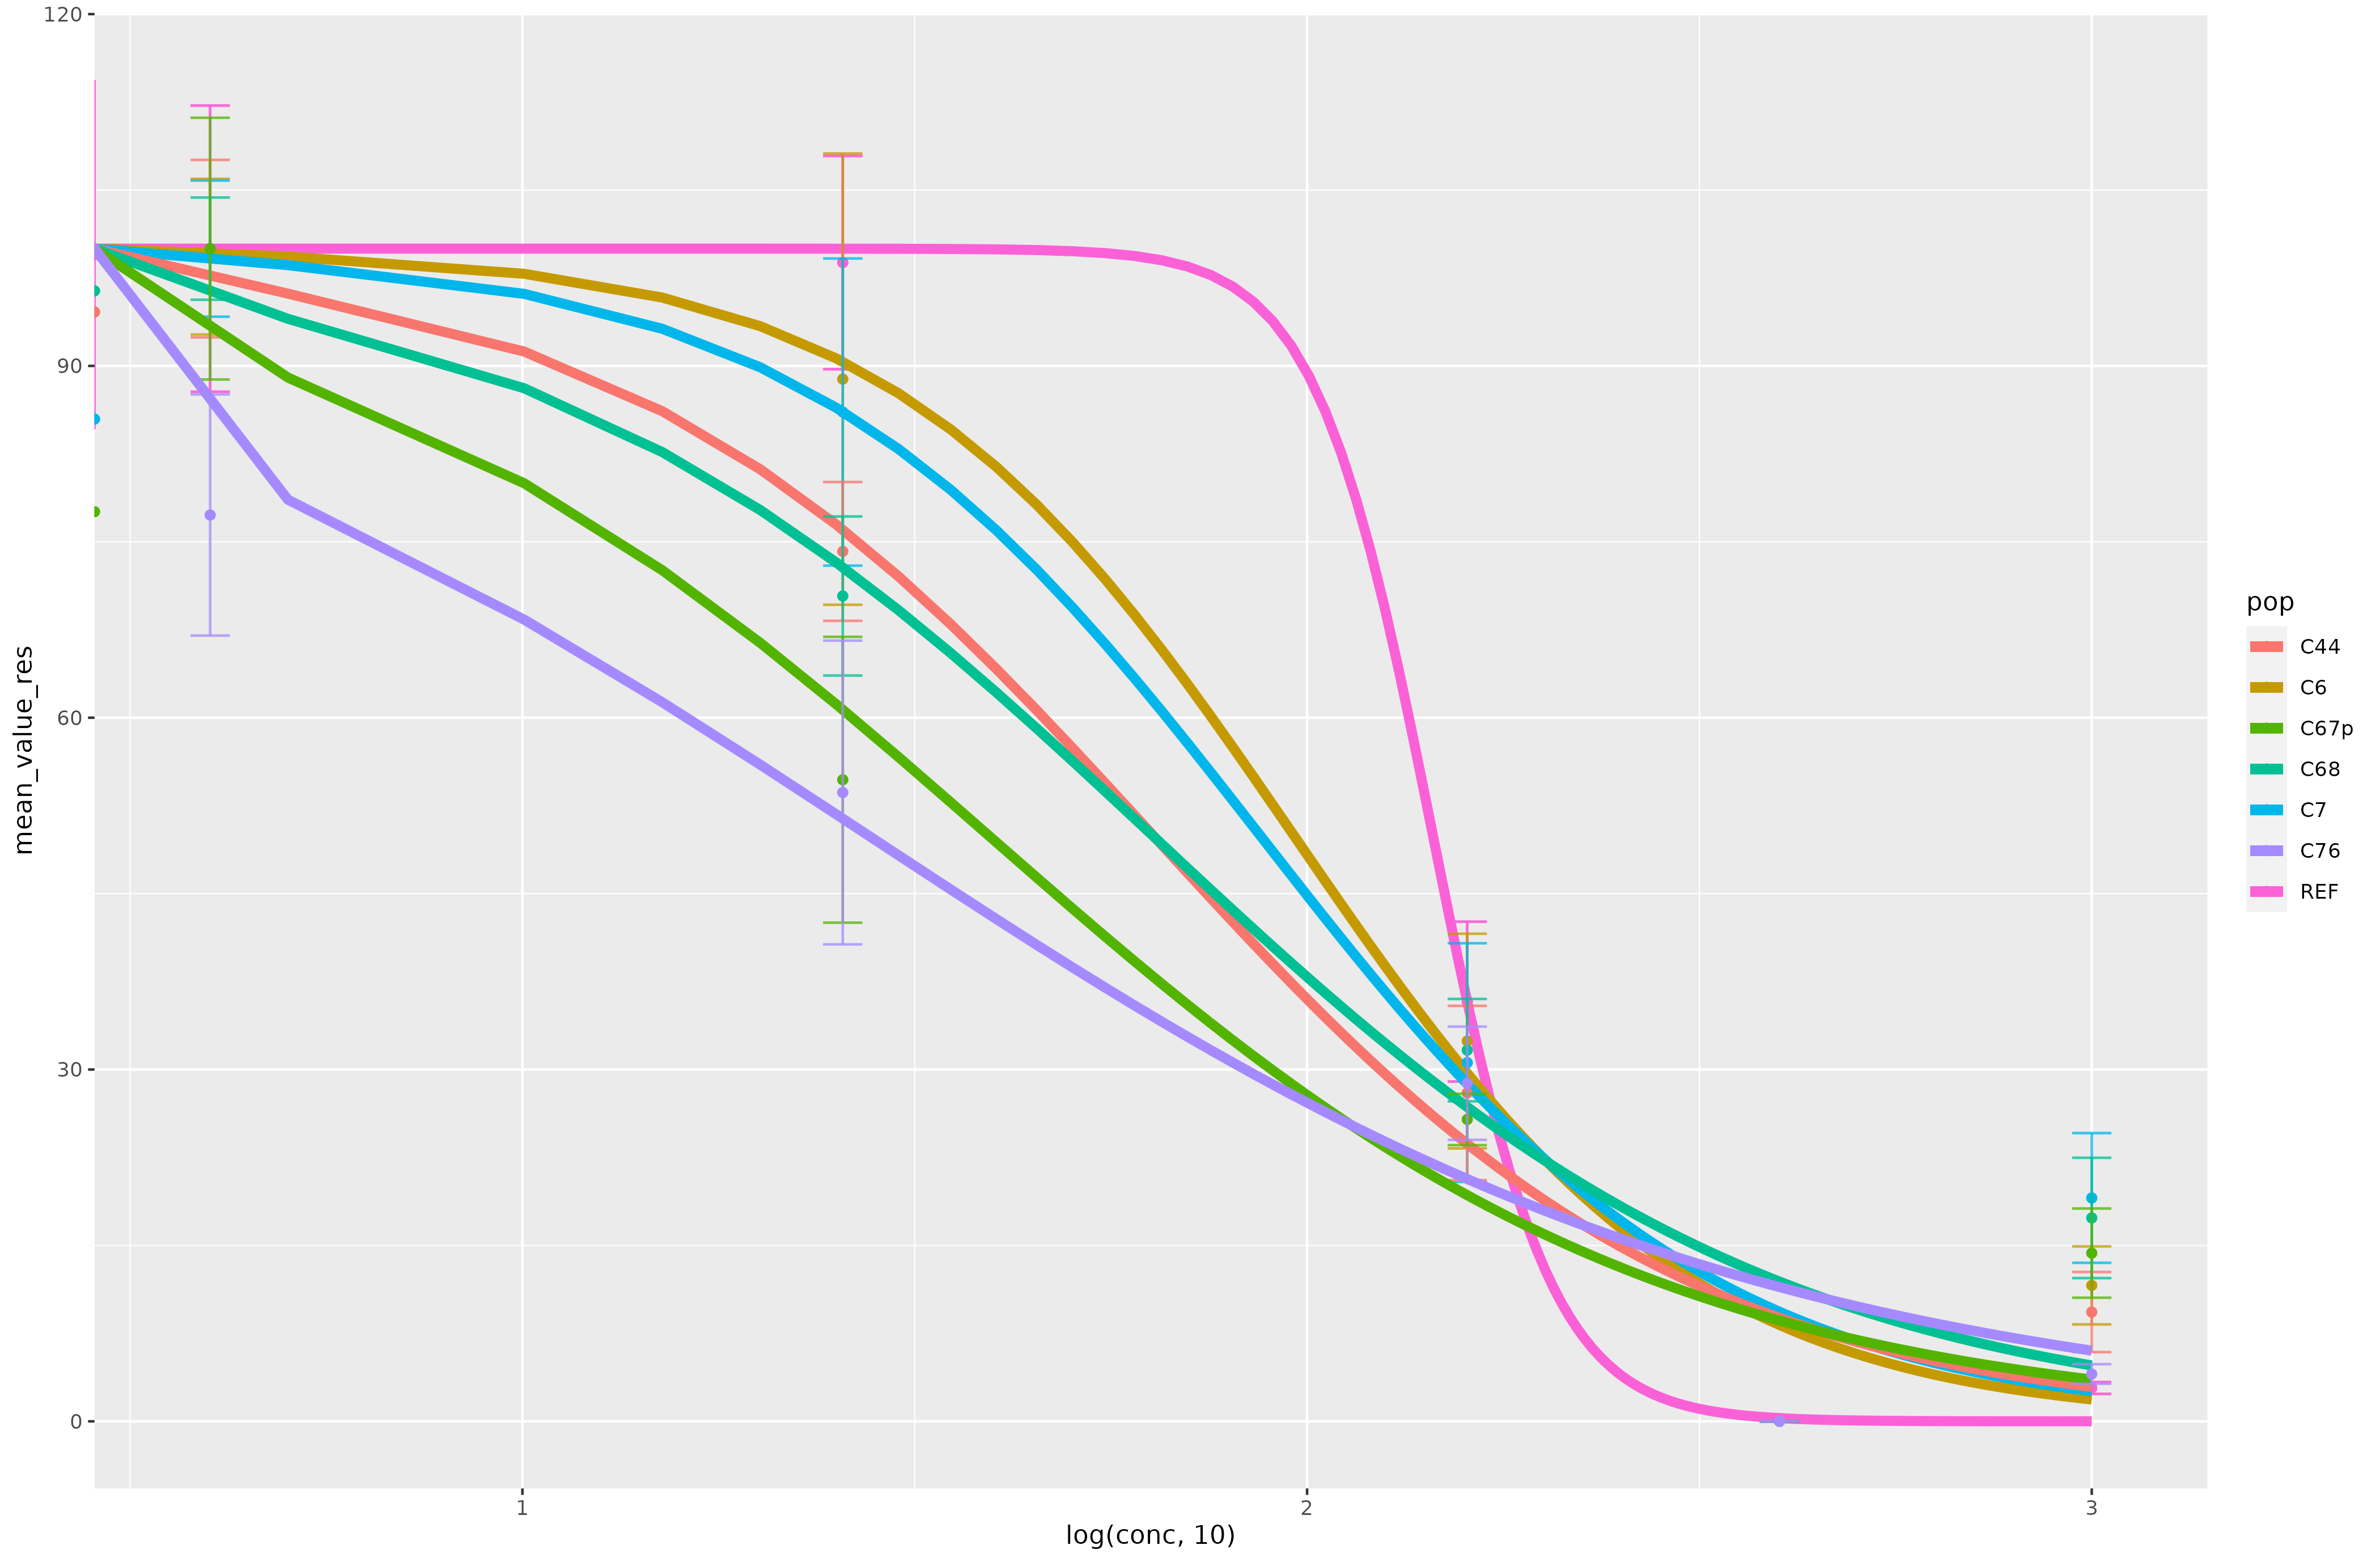 120
90
60
30
0
mean_value_res
1
2
3
log(conc, 10)
pop
C44
C6
C67p
C68
C7
C76
REF